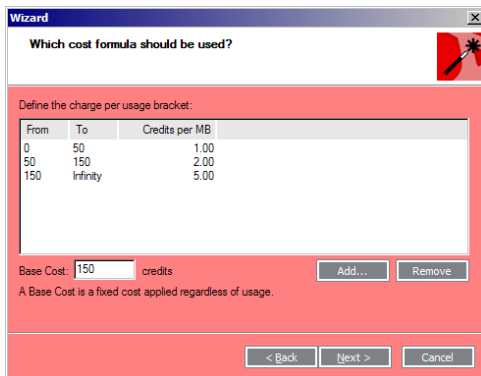 Wizard
Which cost formula should be used?
Define the charge per usage bracket:
From To Credits per MB
0 50 1.00
50 150 2.00
150 Infinity 5.00
Base Cost: 150 credits Add... Remove
A Base Cost is a fixed cost applied regardless of usage.
< Back Next > Cancel